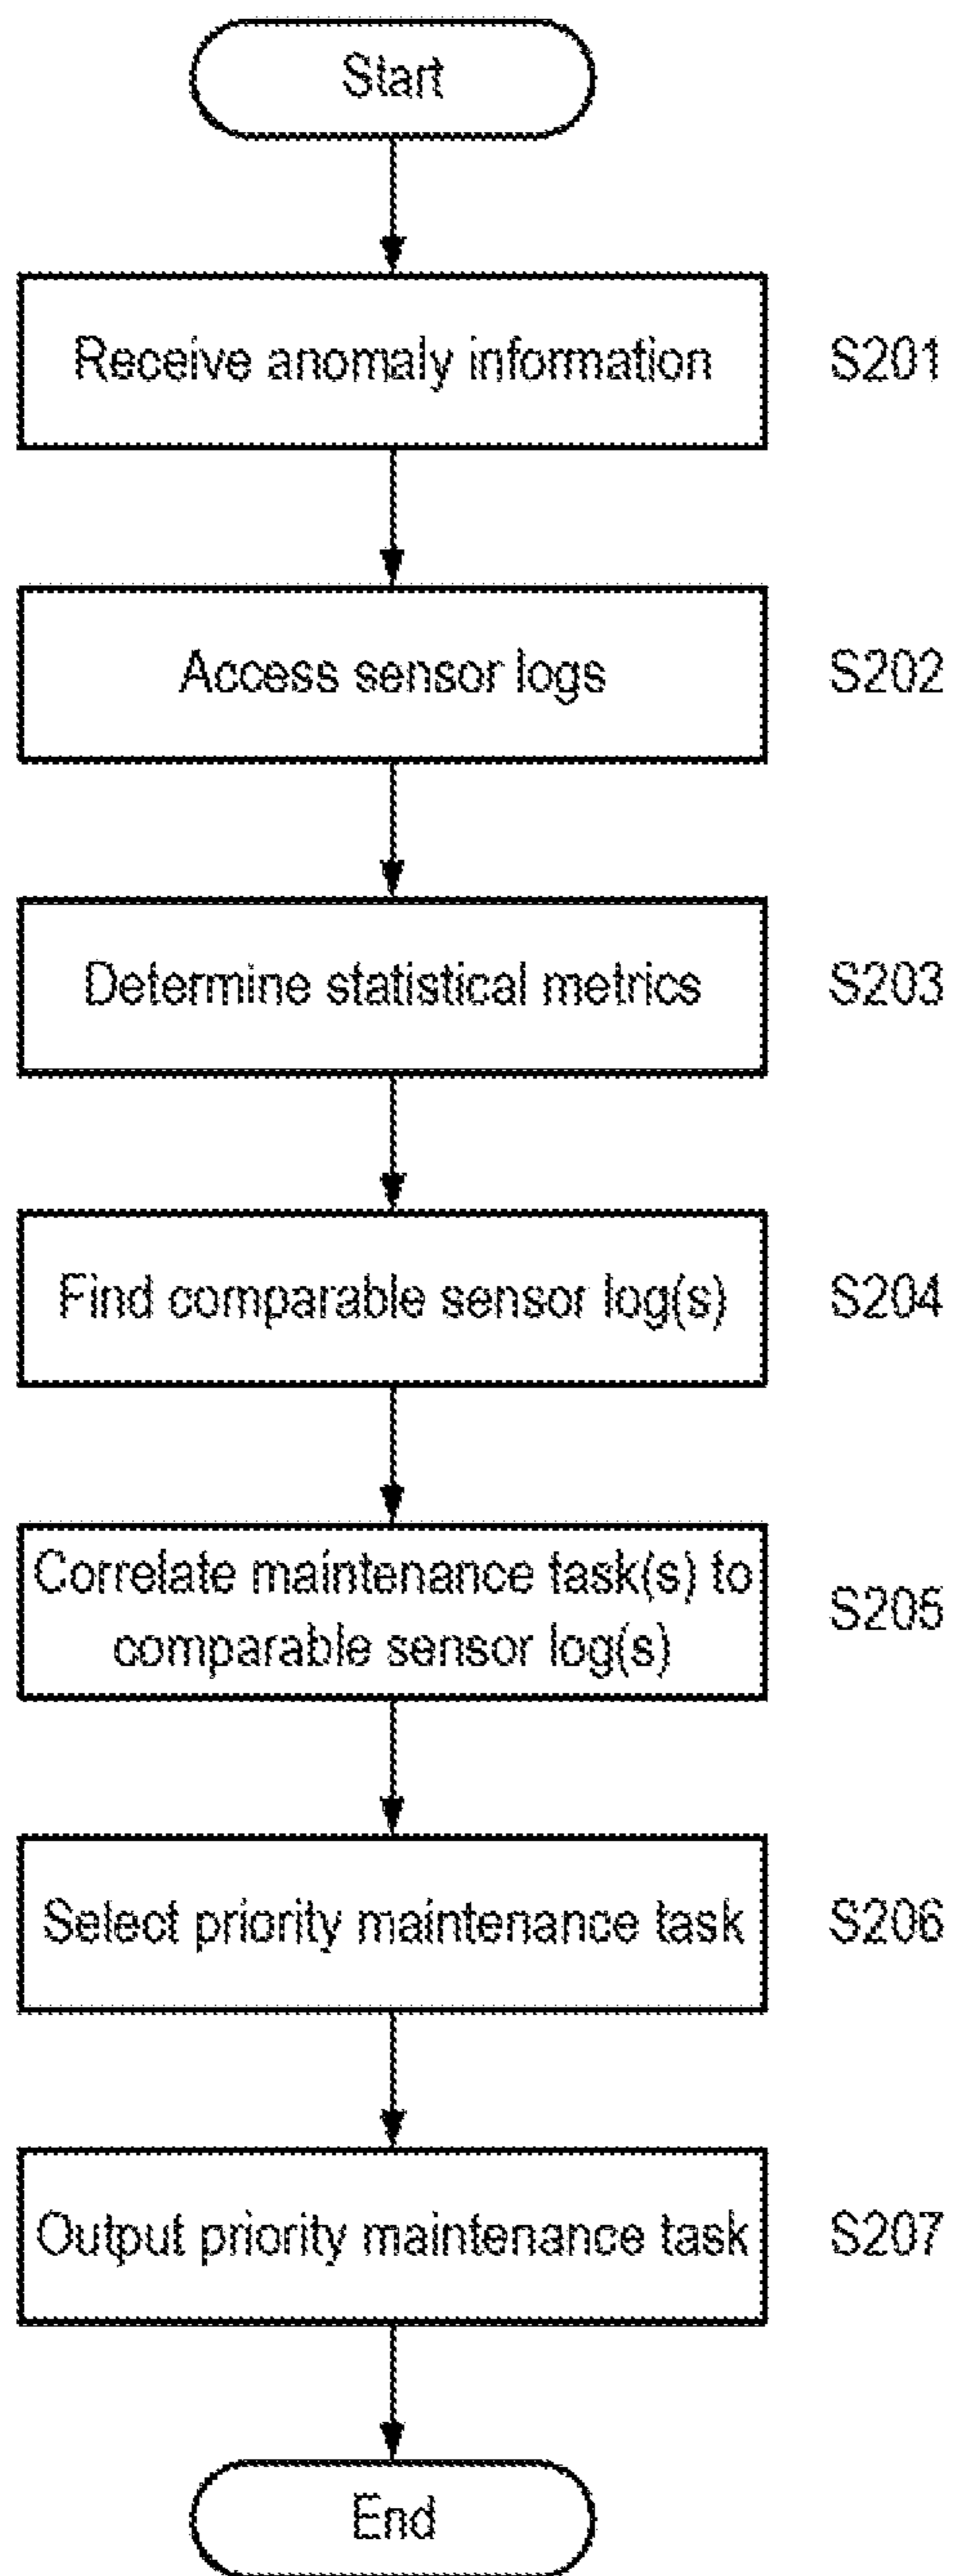 Start
Receive anomaly information S201
Access sensor logs S202
Determine statistical metrics S203
Find comparable sensor log(s) S204
Correlate maintenance task(s) to
comparable sensor log(s) S205
Select priority maintenance task S206
Output priority maintenance task S207
End